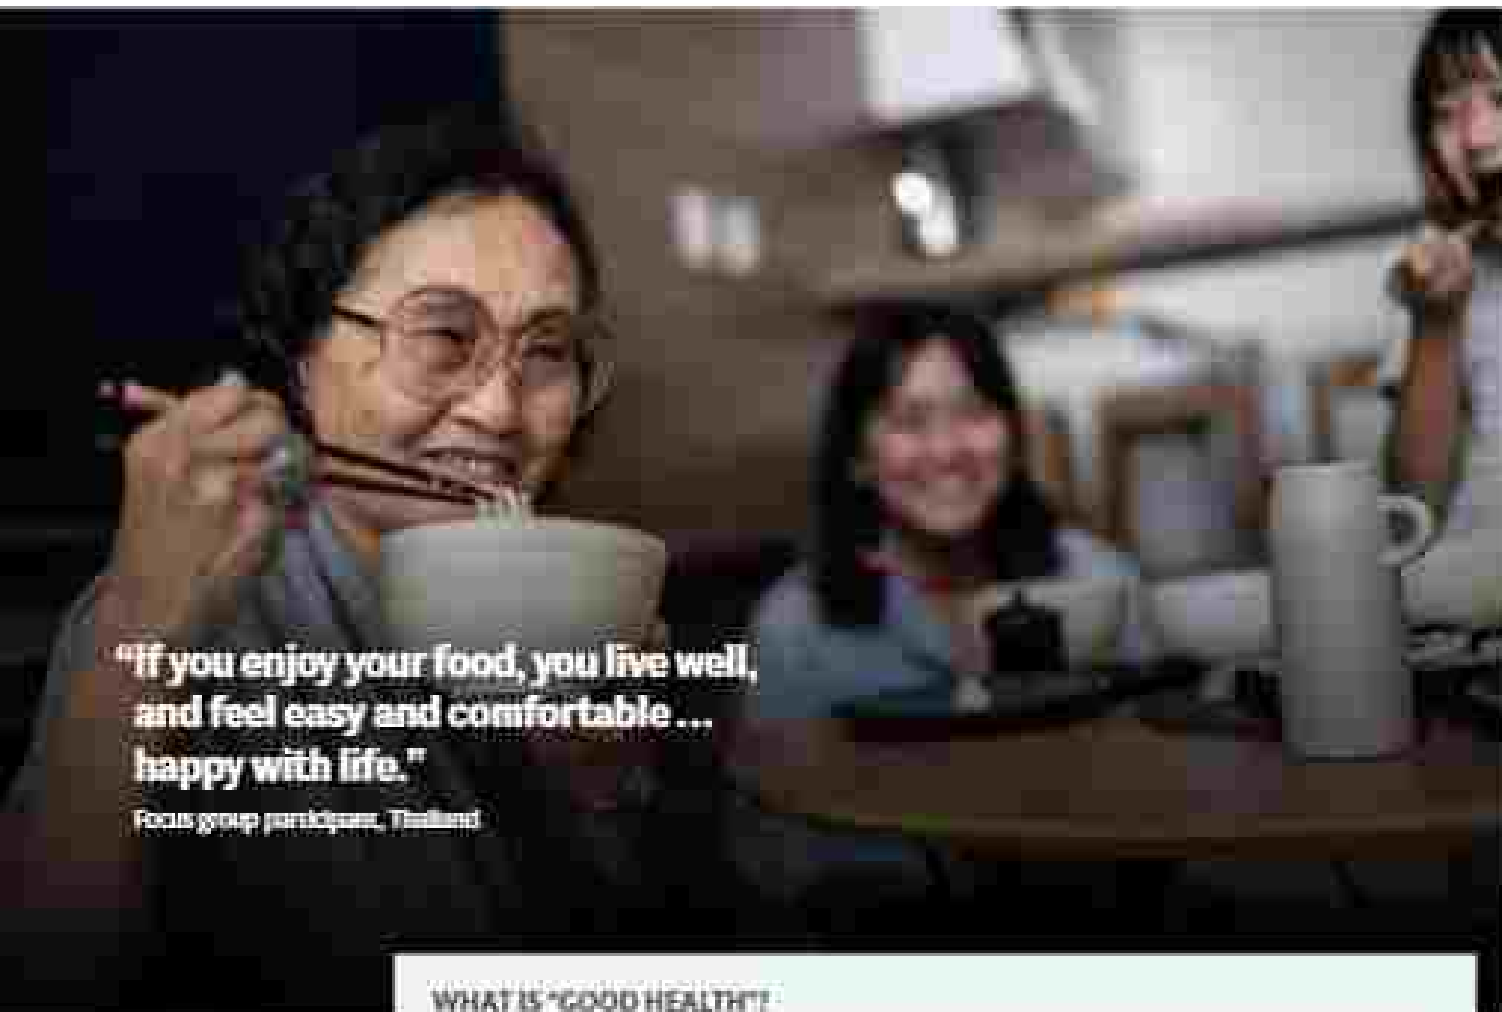 “If you enjoy your food, you live well,
and feel easy and comfortable...
happy with life.”
Focus group participant, Thailand
WHAT IS “GOOD HEALTH”?